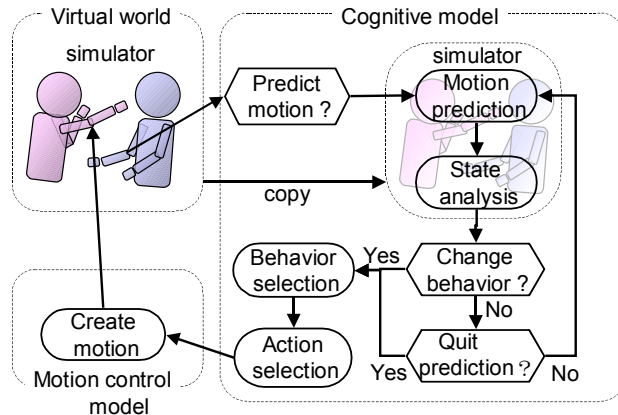 Virtual world
simulator
Cognitive model
simulator
Predict
motion ?
Motion
prediction
State
analysis
copy
Change
behavior ?
Yes
No
Behavior
selection
Quit
prediction ?
Yes
No
Action
selection
Create
motion
Motion control
model